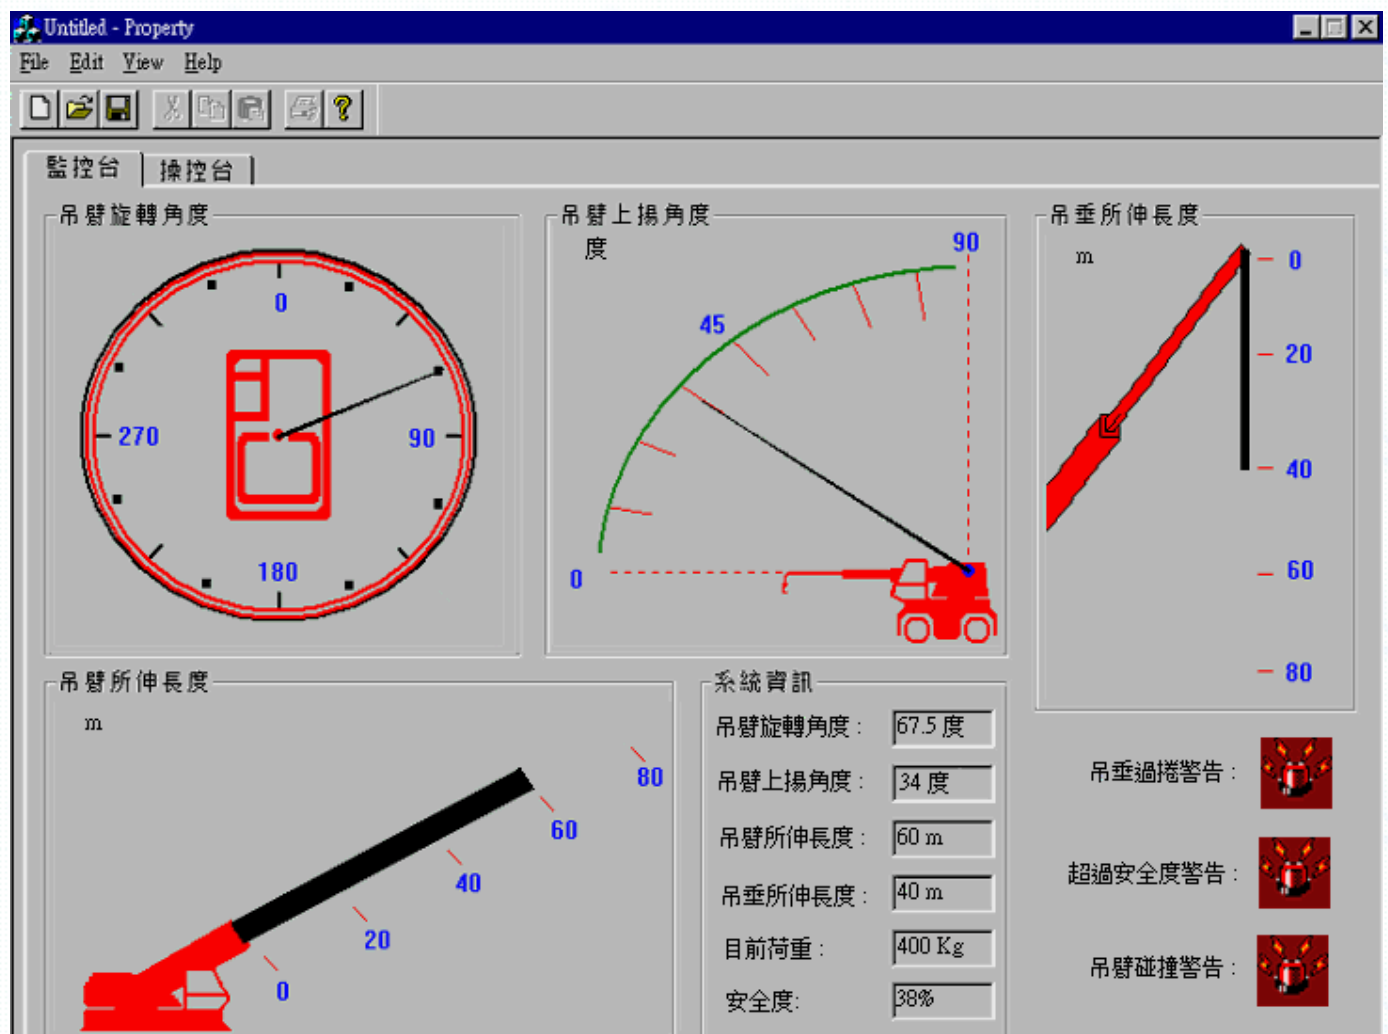 Untitled - Property
File Edit View Help
監控台 操控台
吊臂旋轉角度
0
90
180
270
吊臂上揚角度
度
90
45
0
吊垂所伸長度
m
0
20
40
60
80
吊臂所伸長度
m
80
60
40
20
0
系統資訊
吊臂旋轉角度 : 67.5 度
吊臂上揚角度 : 34 度
吊臂所伸長度 : 60 m
吊垂所伸長度 : 40 m
目前荷重 : 400 Kg
安全度: 38%
吊垂過捲警告 :
超過安全度警告 :
吊臂碰撞警告 :